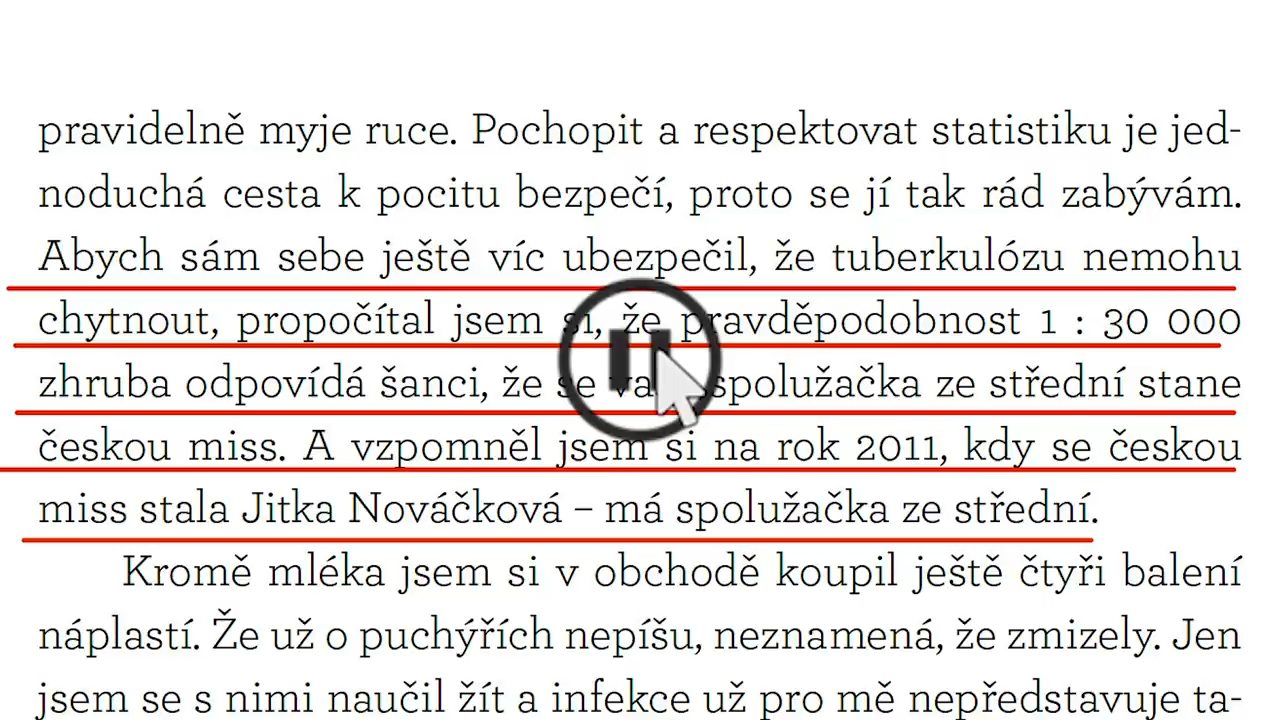 pravidelně myje ruce. Pochopit a respektovat statistiku je jed-
noduchá cesta k pocitu bezpečí, proto se jí tak rád zabývám.
Abych sám sebe ještě víc ubezpečil, že tuberkulózu nemohu
chytnout, propočítal jsem si, že pravděpodobnost 1 : 30 000
zhruba odpovídá šanci, že se spolužačka ze střední stane
českou miss. A vzpomněl jsem si na rok 2011, kdy se českou
miss stala Jitka Nováčková – má spolužačka ze střední.
Kromě mléka jsem si v obchodě koupil ještě čtyři balení
náplastí. Že už o puchýřích nepíšu, neznamená, že zmizely. Jen
jsem se s nimi naučil žít a infekce už pro mě nepředstavuje ta-